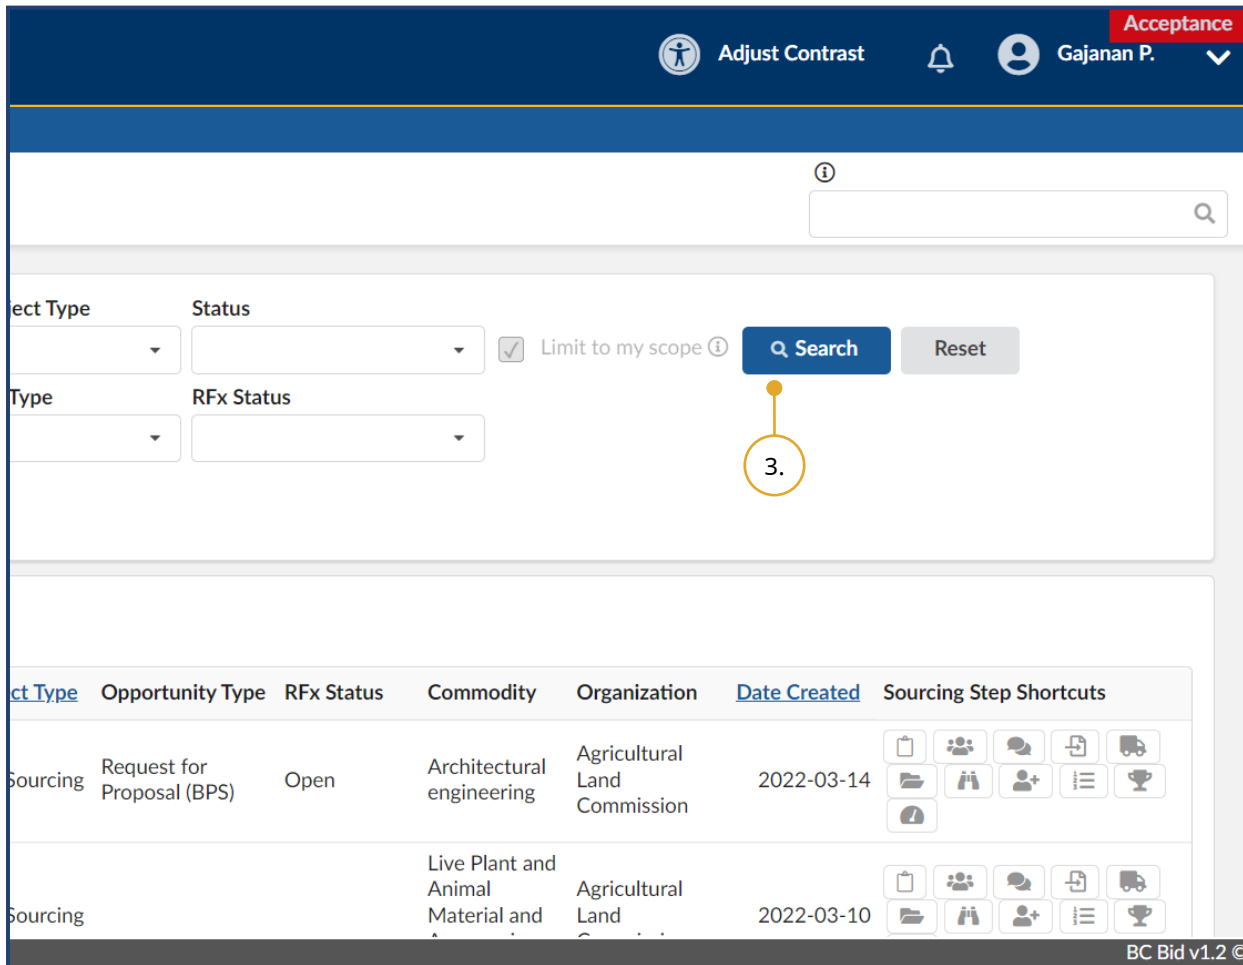 Acceptance
Adjust Contrast
Gajanan P.
ject Type
Status
Limit to my scope
Search
Reset
Type
RFx Status
3.
ct Type Opportunity Type RFx Status Commodity Organization Date Created Sourcing Step Shortcuts
Sourcing
Request for
Proposal (BPS)
Open
Architectural
engineering
Agricultural
Land
Commission
2022-03-14
Sourcing
Live Plant and
Animal
Material and
Agricultural
Land
2022-03-10
BC Bid v1.2 ©